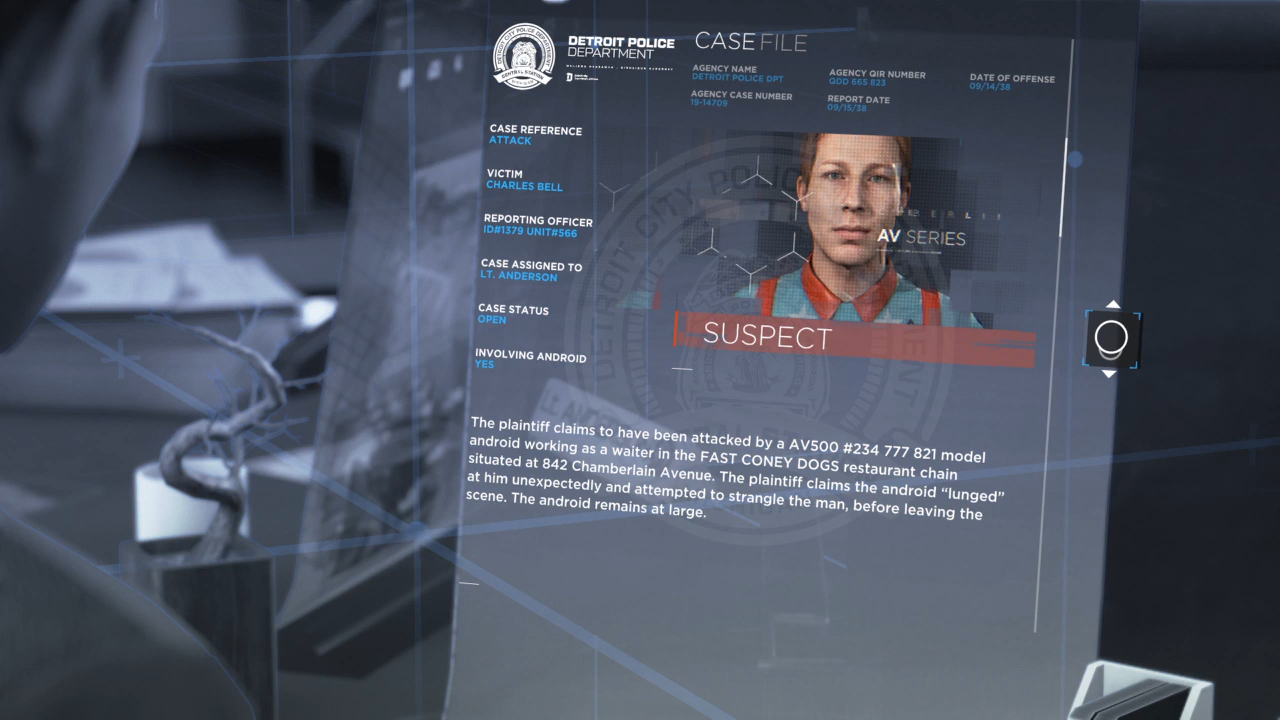 DETROIT POLICE
DEPARTMENT
CENTRAL STATION
CASE FILE
AGENCY NAME
DETROIT POLICE DPT
AGENCY QIR NUMBER
QDD 665 823
DATE OF OFFENSE
09/14/38
AGENCY CASE NUMBER
19-14709
REPORT DATE
09/15/38
CASE REFERENCE
ATTACK
VICTIM
CHARLES BELL
REPORTING OFFICER
ID#1379 UNIT#566
CASE ASSIGNED TO
LT. ANDERSON
CASE STATUS
OPEN
INVOLVING ANDROID
YES
DETROIT CITY POLICE
AV SERIES
SUSPECT
The plaintiff claims to have been attacked by a AV500 #234 777 821 model
android working as a waiter in the FAST CONEY DOGS restaurant chain
situated at 842 Chamberlain Avenue. The plaintiff claims the android “lunged”
at him unexpectedly and attempted to strangle the man, before leaving the
scene. The android remains at large.